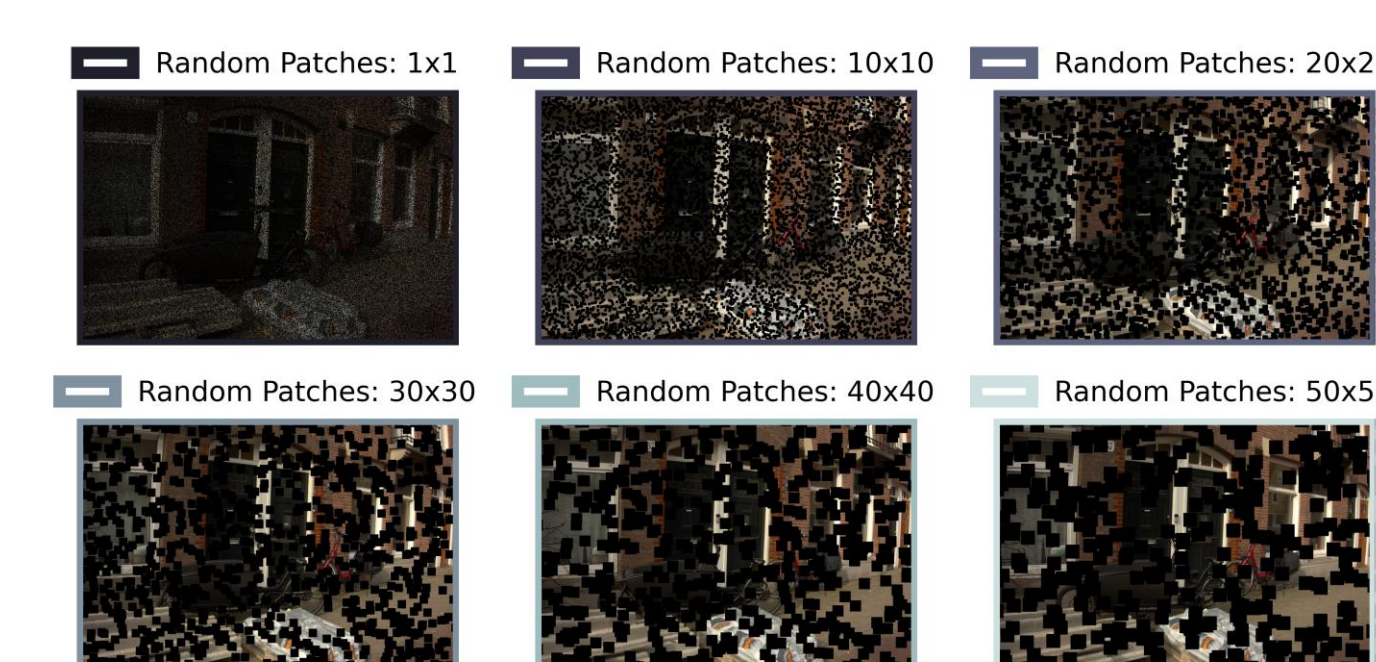 Random Patches: 1x1
Random Patches: 10x10
Random Patches: 20x2
Random Patches: 30x30
Random Patches: 40x40
Random Patches: 50x5